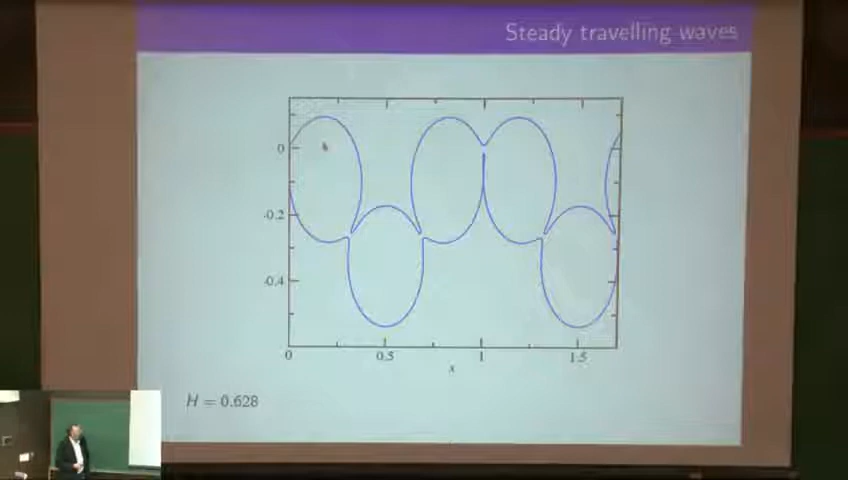 Steady travelling waves
0
-0.2
-0.4
0 0.5 1 1.5
x
H = 0.628